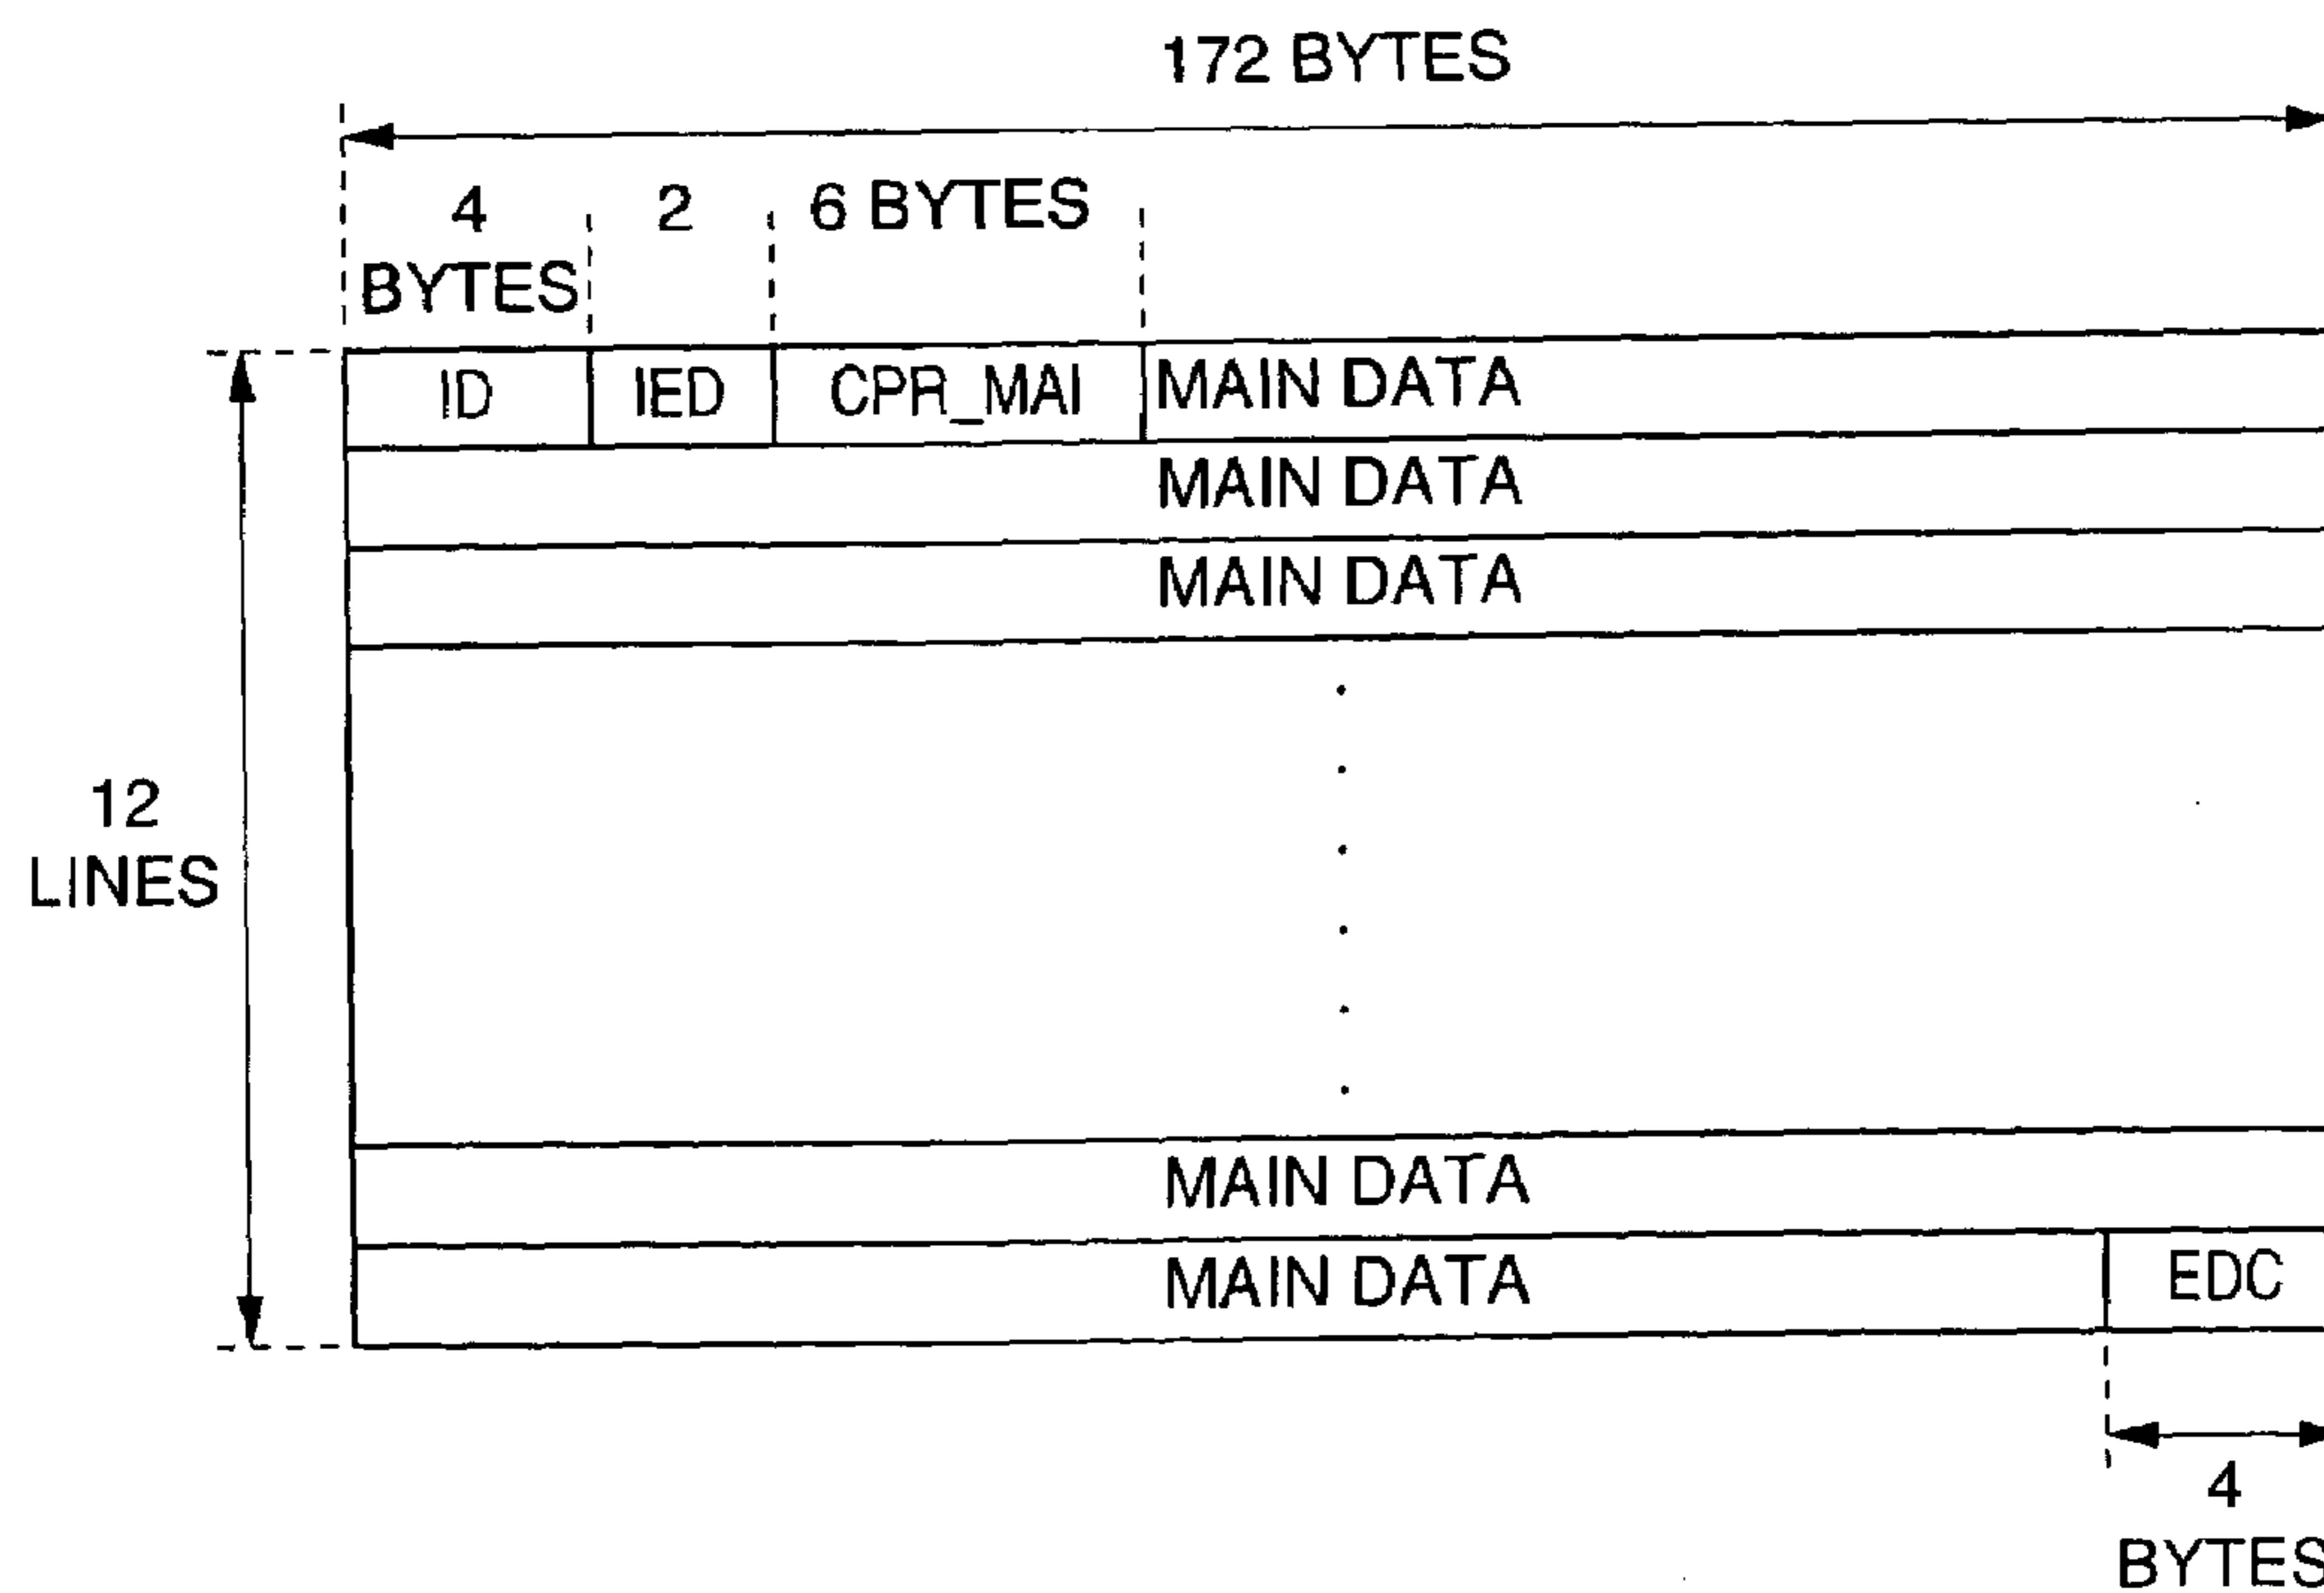 172 BYTES
4
BYTES
2
6 BYTES
ID
IED
CPR_MAI
MAIN DATA
MAIN DATA
MAIN DATA
12
LINES
MAIN DATA
MAIN DATA
EDC
4
BYTES